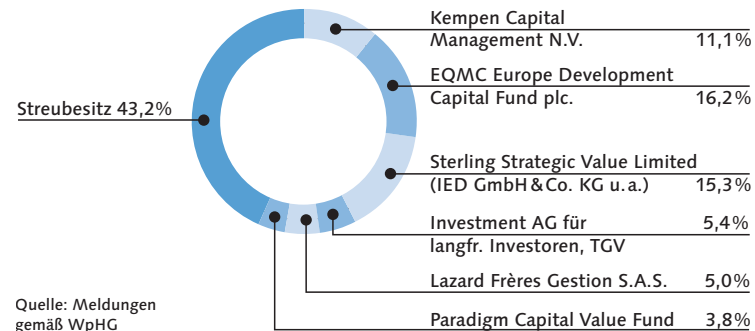 Kempen Capital
Management N.V. 11,1%
EQMC Europe Development
Capital Fund plc. 16,2%
Streubesitz 43,2%
Sterling Strategic Value Limited
(IED GmbH & Co. KG u.a.) 15,3%
Investment AG für 5,4%
langfr. Investoren, TGV
Lazard Frères Gestion S.A.S. 5,0%
Quelle: Meldungen
gemäß WpHG
Paradigm Capital Value Fund 3,8%